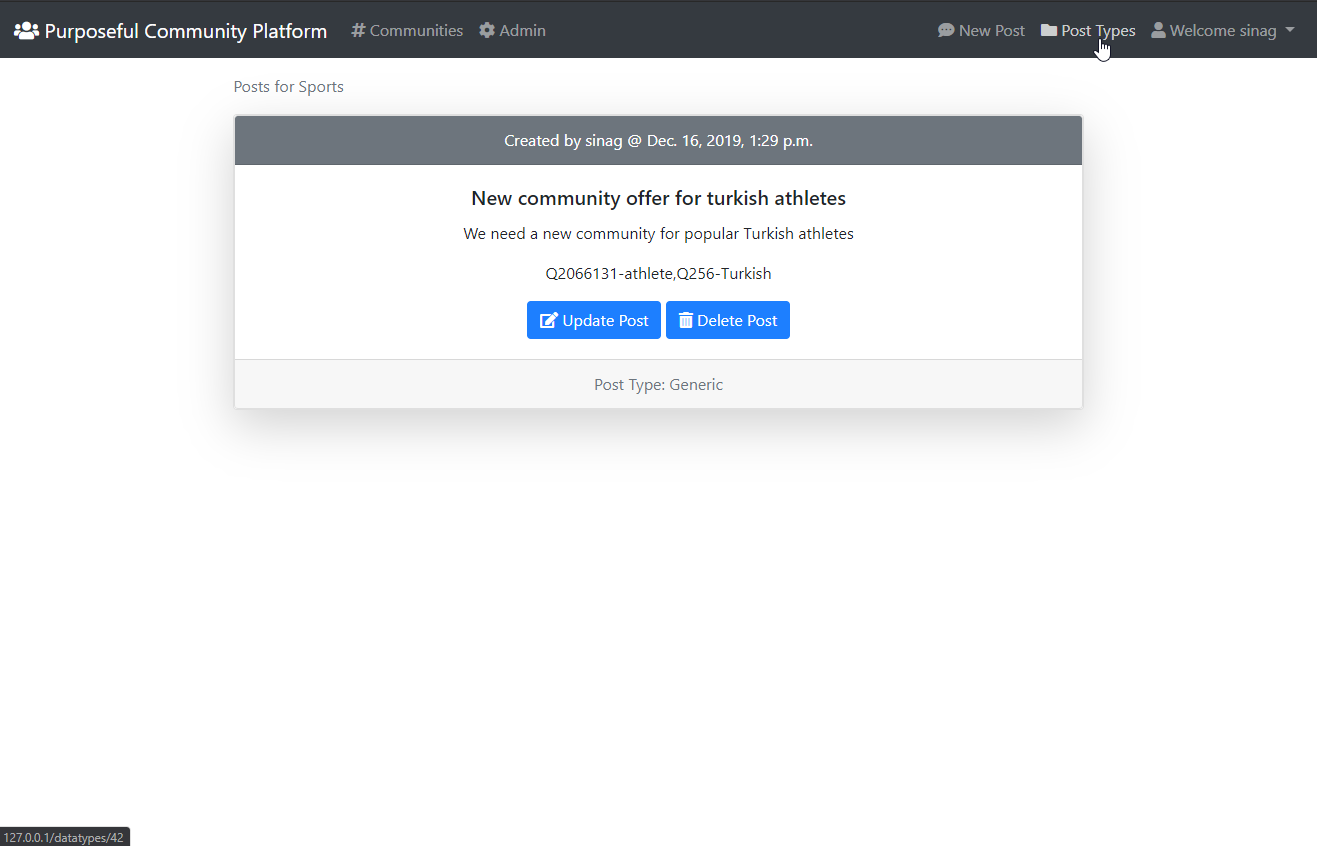 Purposeful Community Platform Communities Admin New Post Post Types Welcome sinag
Posts for Sports
Created by sinag @ Dec. 16, 2019, 1:29 p.m.
New community offer for turkish athletes
We need a new community for popular Turkish athletes
Q2066131-athlete,Q256-Turkish
Update Post Delete Post
Post Type: Generic
127.0.0.1/datatypes/42